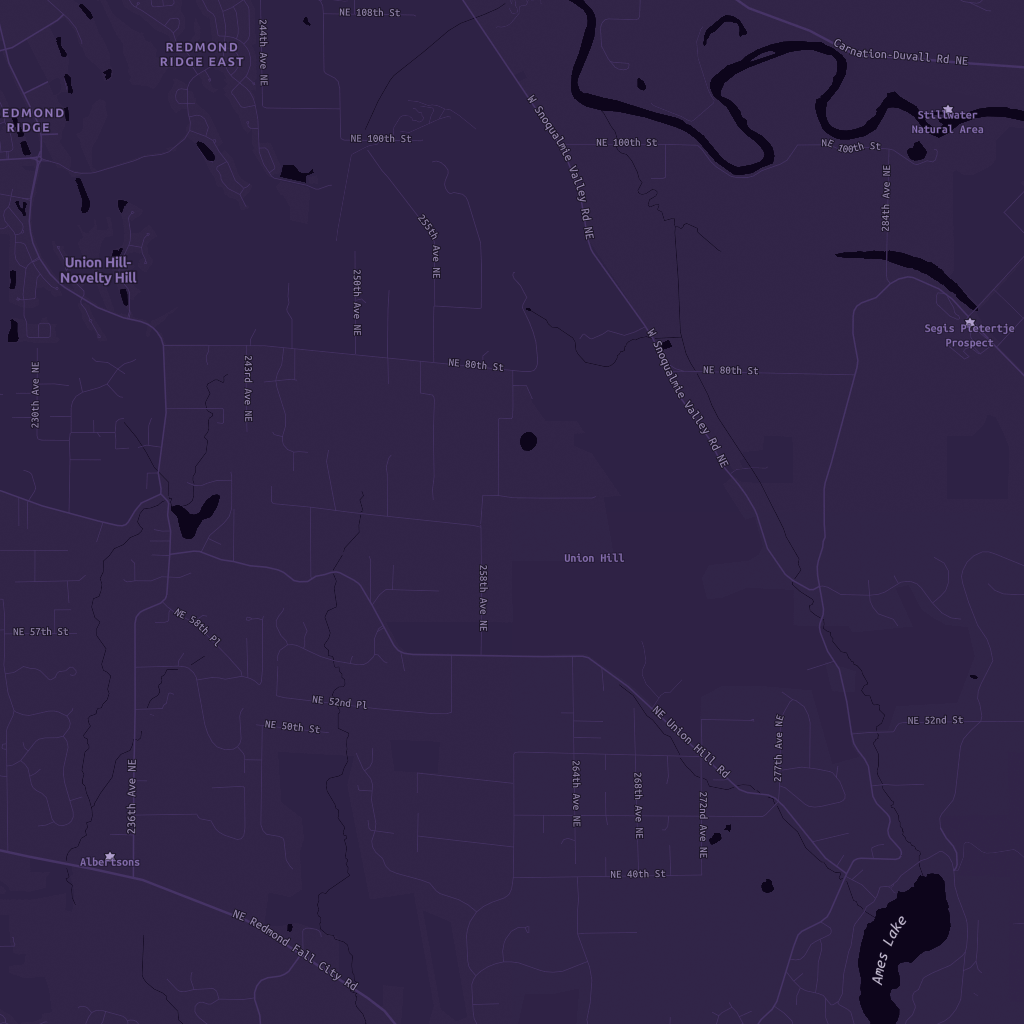 NE 108th St
244th Ave NE
REDMOND
RIDGE EAST
Carnation-Duvall Rd NE
EDMOND
RIDGE
W Snoqualmie Valley Rd NE
Stillwater
Natural Area
NE 100th St
NE 100th St
NE 100th St
284th Ave NE
255th Ave NE
Union Hill-
Novelty Hill
250th Ave NE
Segis Pietertje
Prospect
W Snoqualmie Valley Rd NE
230th Ave NE
243rd Ave NE
NE 80th St
NE 80th St
Union Hill
258th Ave NE
NE 58th Pl
NE 57th St
NE 52nd Pl
NE 50th St
NE Union Hill Rd
277th Ave NE
NE 52nd St
236th Ave NE
264th Ave NE
268th Ave NE
272nd Ave NE
Albertsons
NE 40th St
NE Redmond Fall City Rd
Ames Lake